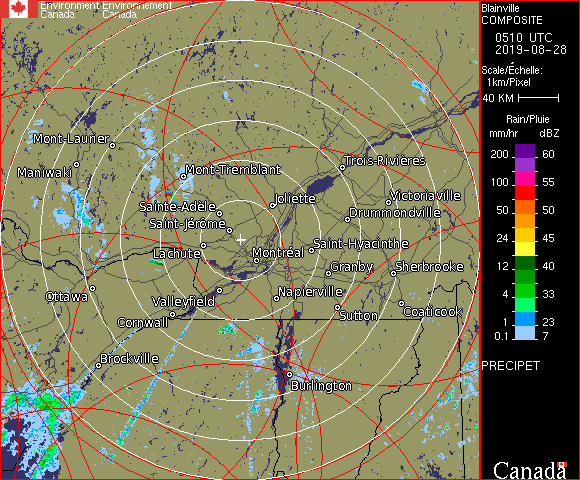 Environment Environnement
Canada Canada
Blainville
COMPOSITE
0510 UTC
2019-08-28
Scale/Échelle:
1km/Pixel
40 KM
Rain/Pluie
mm/hr dBZ
200 60
100 55
50 50
24 45
12 40
4 33
1 23
0.1 7
PRECIPET
Canada
Mont-Laurier
Maniwaki
Mont-Tremblant
Trois-Rivières
Sainte-Adele
Joliette
Victoriaville
Drummondville
Saint-Jérôme
Lachute
Montréal
Saint-Hyacinthe
Granby
Sherbrooke
Ottawa
Valleyfield
Napierville
Cornwall
Sutton
Coaticook
Brockville
Burlington